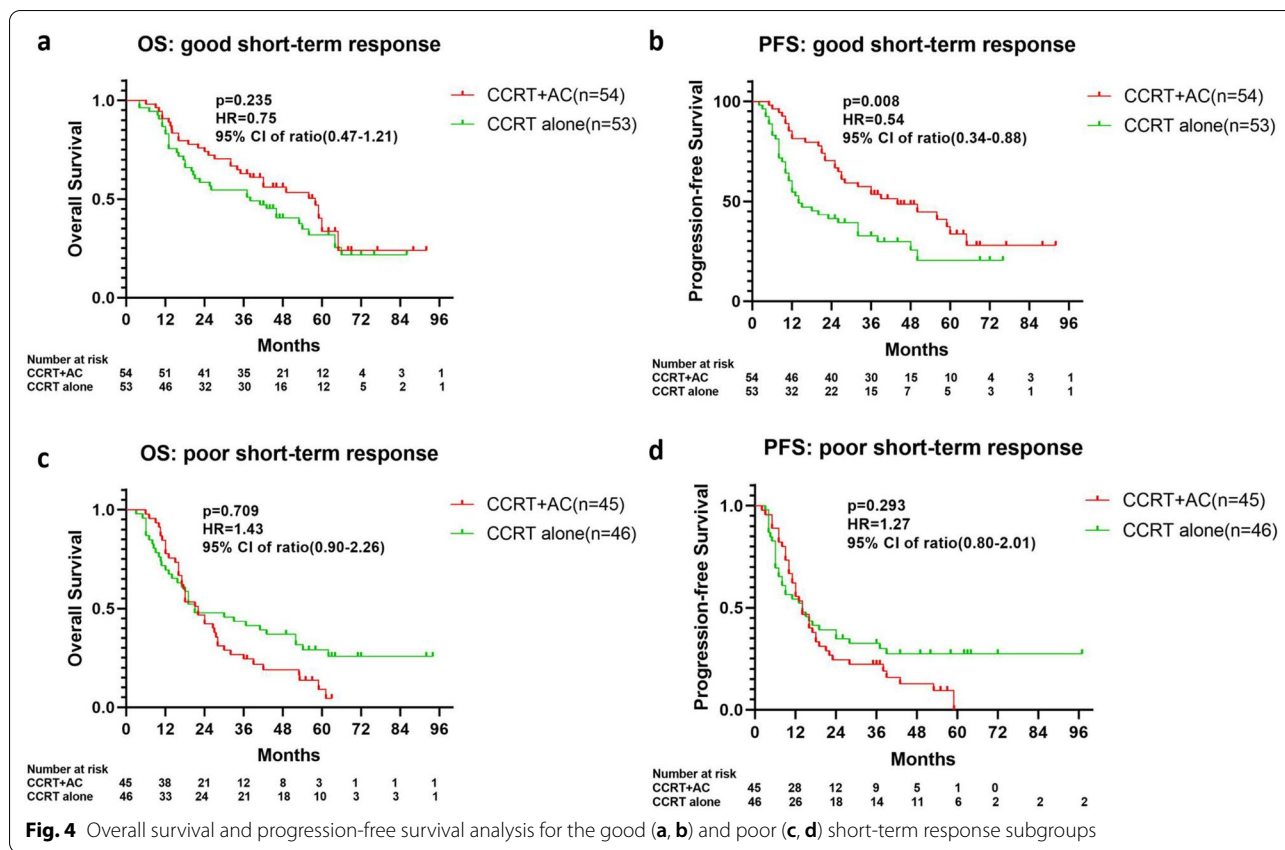 a
OS: good short-term response
CCRT+AC(n=54)
CCRT alone(n=53)
p=0.235
HR=0.75
95% CI of ratio(0.47-1.21)
Overall Survival
1.0
0.5
0.0
0 12 24 36 48 60 72 84 96
Months
Number at risk
CCRT+AC 54 51 41 35 21 12 4 3 1
CCRT alone 53 46 32 30 16 12 5 2 1
b
PFS: good short-term response
CCRT+AC(n=54)
CCRT alone(n=53)
p=0.008
HR=0.54
95% CI of ratio(0.34-0.88)
Progression-free Survival
100
50
0
0 12 24 36 48 60 72 84 96
Months
Number at risk
CCRT+AC 54 46 40 30 15 10 4 3 1
CCRT alone 53 32 22 15 7 5 3 1 1
c
OS: poor short-term response
CCRT+AC(n=45)
CCRT alone(n=46)
p=0.709
HR=1.43
95% CI of ratio(0.90-2.26)
Overall Survival
1.0
0.5
0.0
0 12 24 36 48 60 72 84 96
Months
Number at risk
CCRT+AC 45 38 21 12 8 3 1 1 1
CCRT alone 46 33 24 21 18 10 3 3 1
d
PFS: poor short-term response
CCRT+AC(n=45)
CCRT alone(n=46)
p=0.293
HR=1.27
95% CI of ratio(0.80-2.01)
Progression-free Survival
1.0
0.5
0.0
0 12 24 36 48 60 72 84 96
Months
Number at risk
CCRT+AC 45 28 12 9 5 1 0
CCRT alone 46 26 18 14 11 6 2 2 2
Fig. 4 Overall survival and progression-free survival analysis for the good (a, b) and poor (c, d) short-term response subgroups